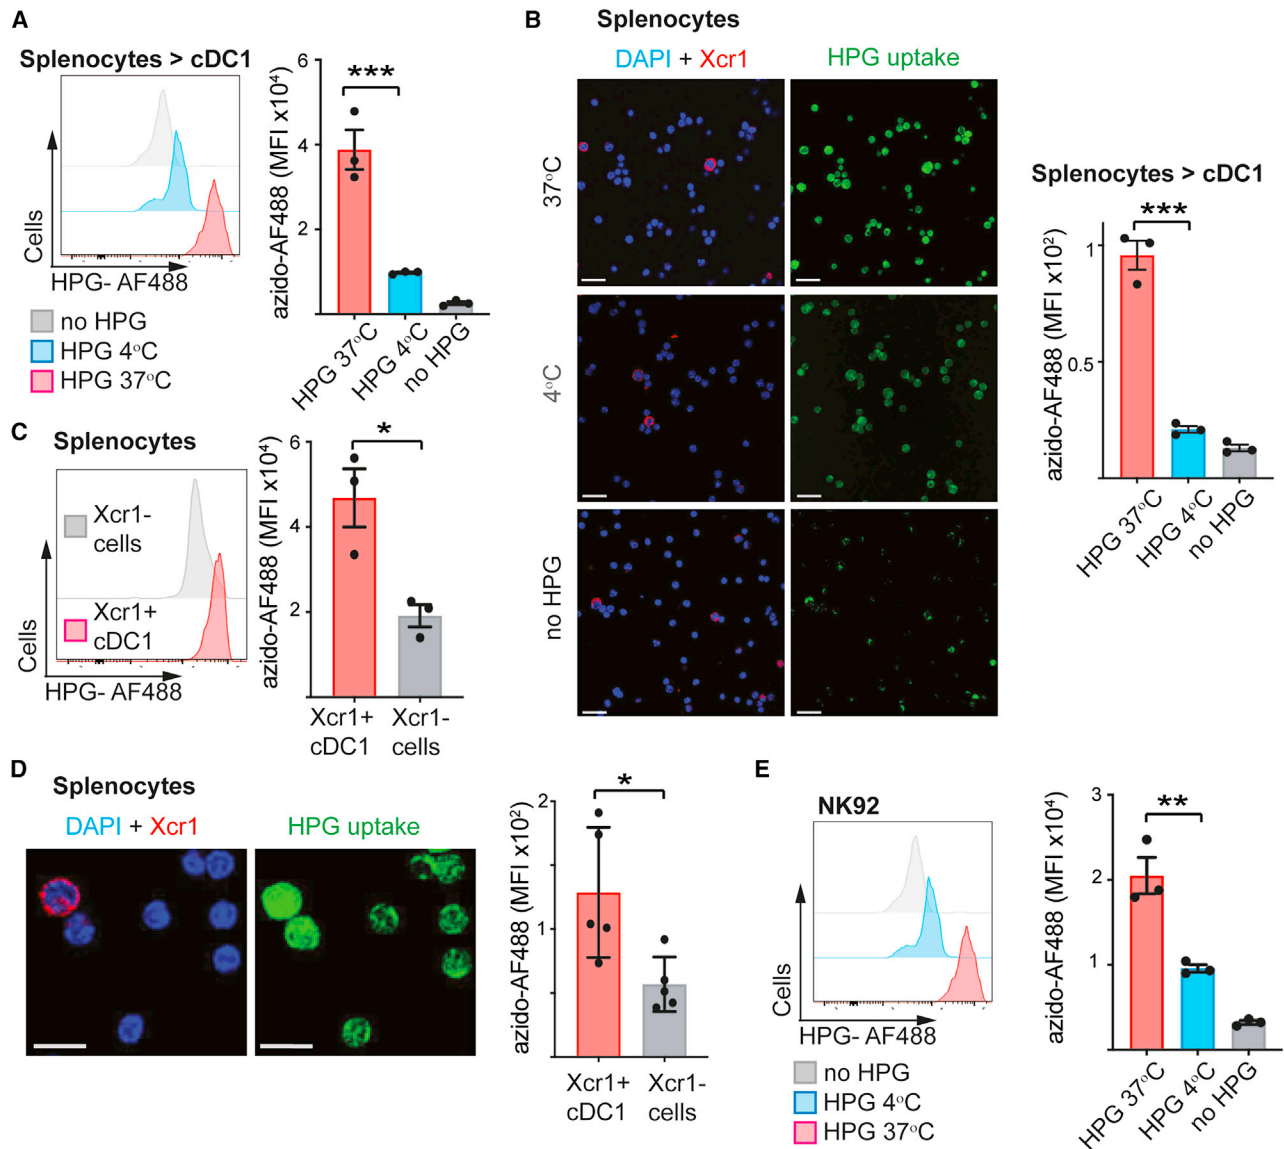 A
Splenocytes > cDC1
Cells
HPG- AF488
no HPG
HPG 4°C
HPG 37°C
azido-AF488 (MFI x10⁴)
6
4
2
***
HPG 37°C
HPG 4°C
no HPG
B
Splenocytes
DAPI + Xcr1
HPG uptake
37°C
4°C
no HPG
Splenocytes > cDC1
azido-AF488 (MFI x10²)
1
0.5
***
HPG 37°C
HPG 4°C
no HPG
C
Splenocytes
Xcr1-
cells
Xcr1+
cDC1
Cells
HPG- AF488
azido-AF488 (MFI x10⁴)
6
4
2
*
Xcr1+
cDC1
Xcr1-
cells
D
Splenocytes
DAPI + Xcr1
HPG uptake
azido-AF488 (MFI x10²)
2
1
*
Xcr1+
cDC1
Xcr1-
cells
E
NK92
Cells
HPG- AF488
no HPG
HPG 4°C
HPG 37°C
azido-AF488 (MFI x10⁴)
3
2
1
**
HPG 37°C
HPG 4°C
no HPG